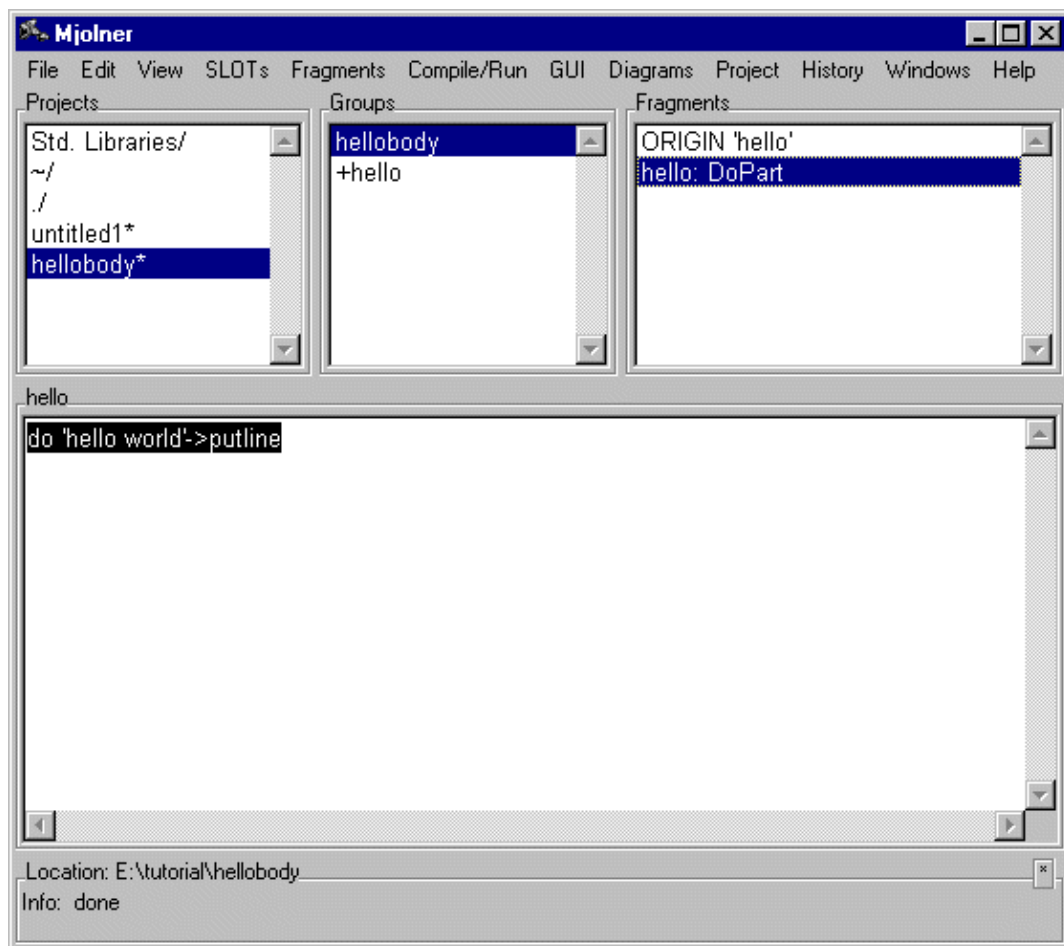 Mjolner
File Edit View SLOTs Fragments Compile/Run GUI Diagrams Project History Windows Help
Projects
Std. Libraries/
~/
./
untitled1*
hellobody*
Groups
hellobody
+hello
Fragments
ORIGIN 'hello'
hello: DoPart
hello
do 'hello world'->putline
Location: E:\tutorial\hellobody
Info: done